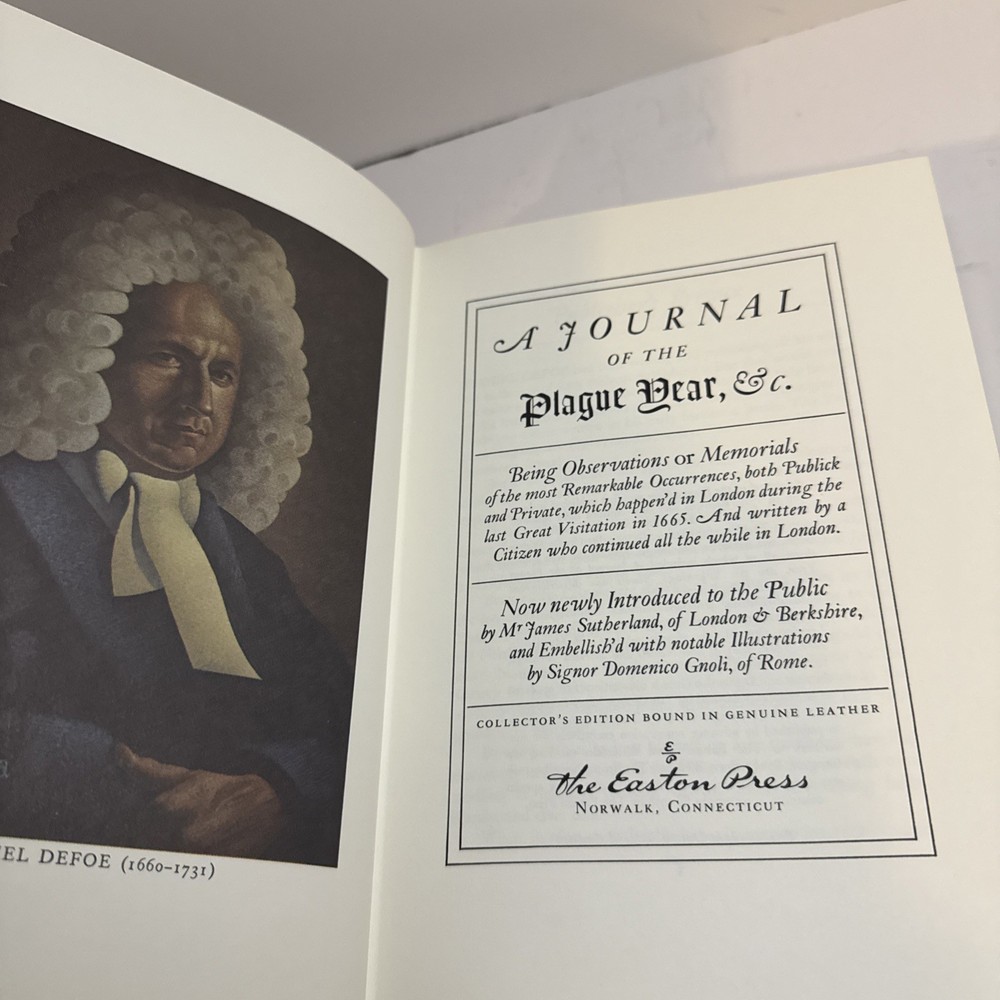 EL DEFOE (1660–1731)
A JOURNAL
OF THE
Plague Year, &c.
Being Observations or Memorials
of the most Remarkable Occurrences, both Publick
and Private, which happen'd in London during the
last Great Visitation in 1665. And written by a
Citizen who continued all the while in London.
Now newly Introduced to the Public
by Mr James Sutherland, of London & Berkshire,
and Embellish'd with notable Illustrations
by Signor Domenico Gnoli, of Rome.
COLLECTOR'S EDITION BOUND IN GENUINE LEATHER
E
P
The Easton Press
NORWALK, CONNECTICUT